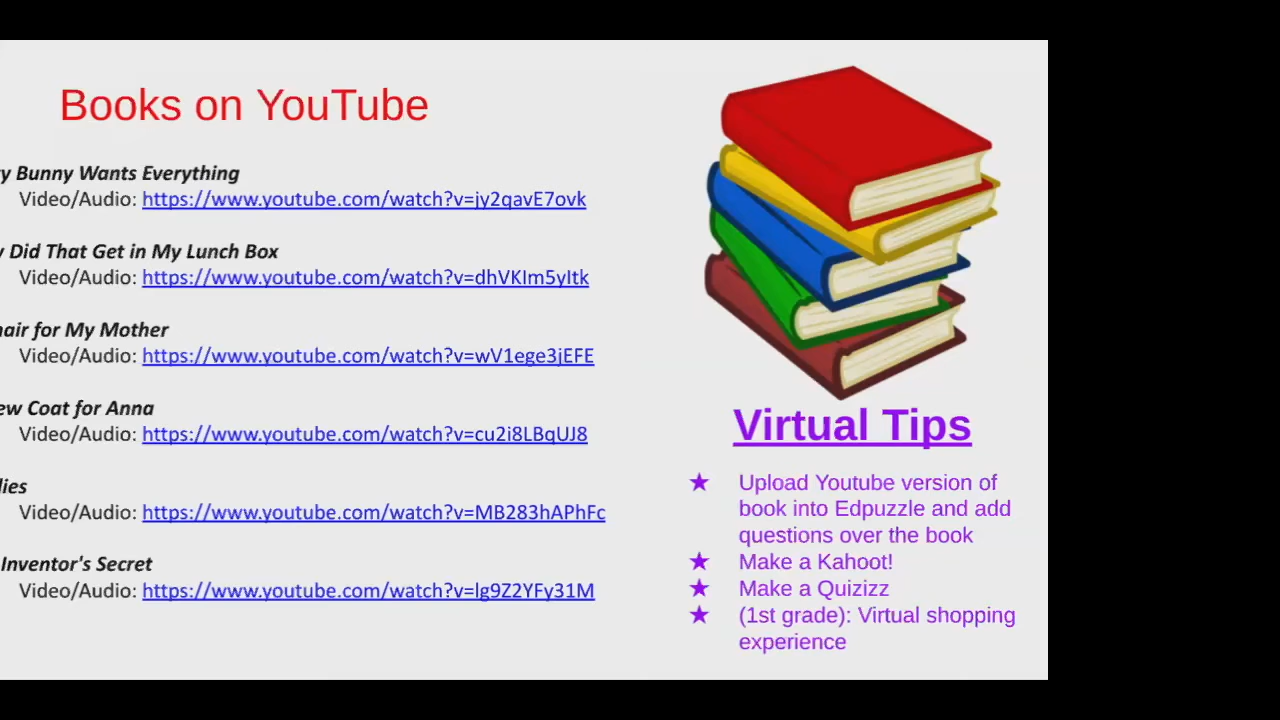 Books on YouTube
y Bunny Wants Everything
Video/Audio: https://www.youtube.com/watch?v=jy2qavE7ovk
Did That Get in My Lunch Box
Video/Audio: https://www.youtube.com/watch?v=dhVKIm5yItk
air for My Mother
Video/Audio: https://www.youtube.com/watch?v=wV1ege3jEFE
ew Coat for Anna
Video/Audio: https://www.youtube.com/watch?v=cu2i8LBqUJ8
lies
Video/Audio: https://www.youtube.com/watch?v=MB283hAPhFc
Inventor's Secret
Video/Audio: https://www.youtube.com/watch?v=lg9Z2YFy31M
Virtual Tips
★ Upload Youtube version of
book into Edpuzzle and add
questions over the book
★ Make a Kahoot!
★ Make a Quizizz
★ (1st grade): Virtual shopping
experience